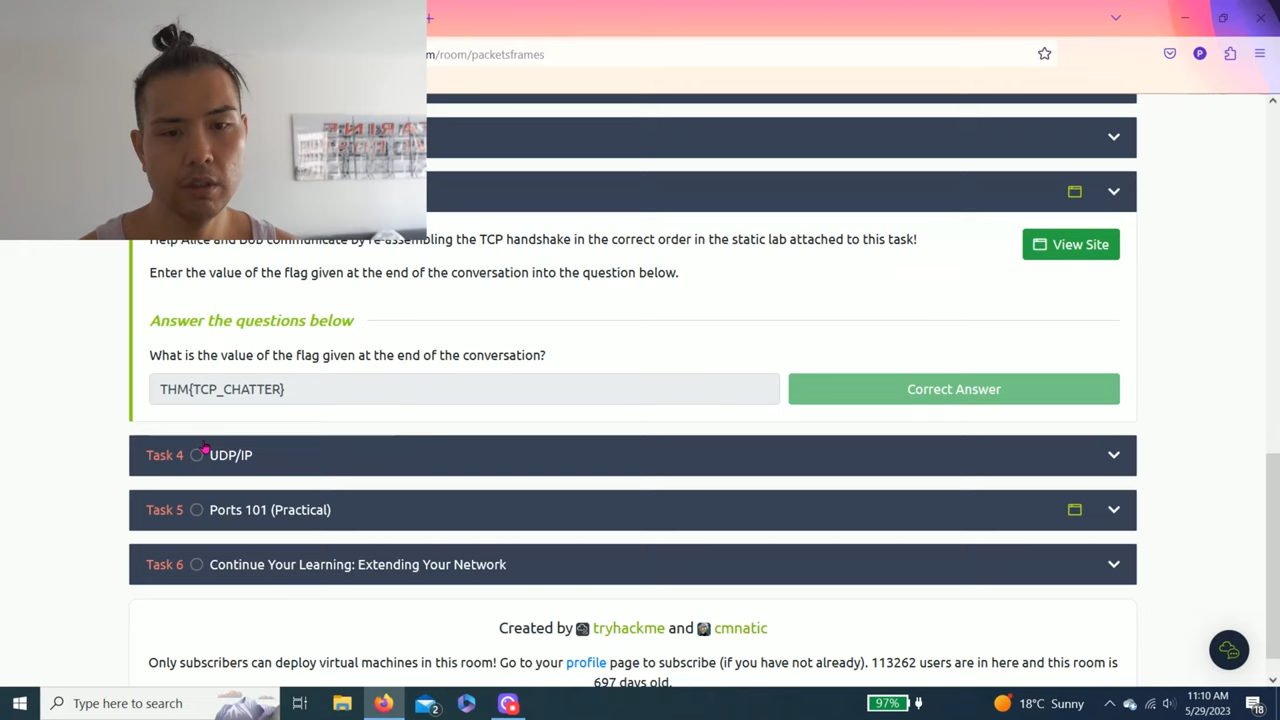 m/room/packetsframes
Help Alice and Bob communicate by re-assembling the TCP handshake in the correct order in the static lab attached to this task!
View Site
Enter the value of the flag given at the end of the conversation into the question below.
Answer the questions below
What is the value of the flag given at the end of the conversation?
THM{TCP_CHATTER}
Correct Answer
Task 4 UDP/IP
Task 5 Ports 101 (Practical)
Task 6 Continue Your Learning: Extending Your Network
Created by tryhackme and cmnatic
Only subscribers can deploy virtual machines in this room! Go to your profile page to subscribe (if you have not already). 113262 users are in here and this room is
697 days old.
Type here to search
2
97%
18°C Sunny
11:10 AM
5/29/2023
18
P